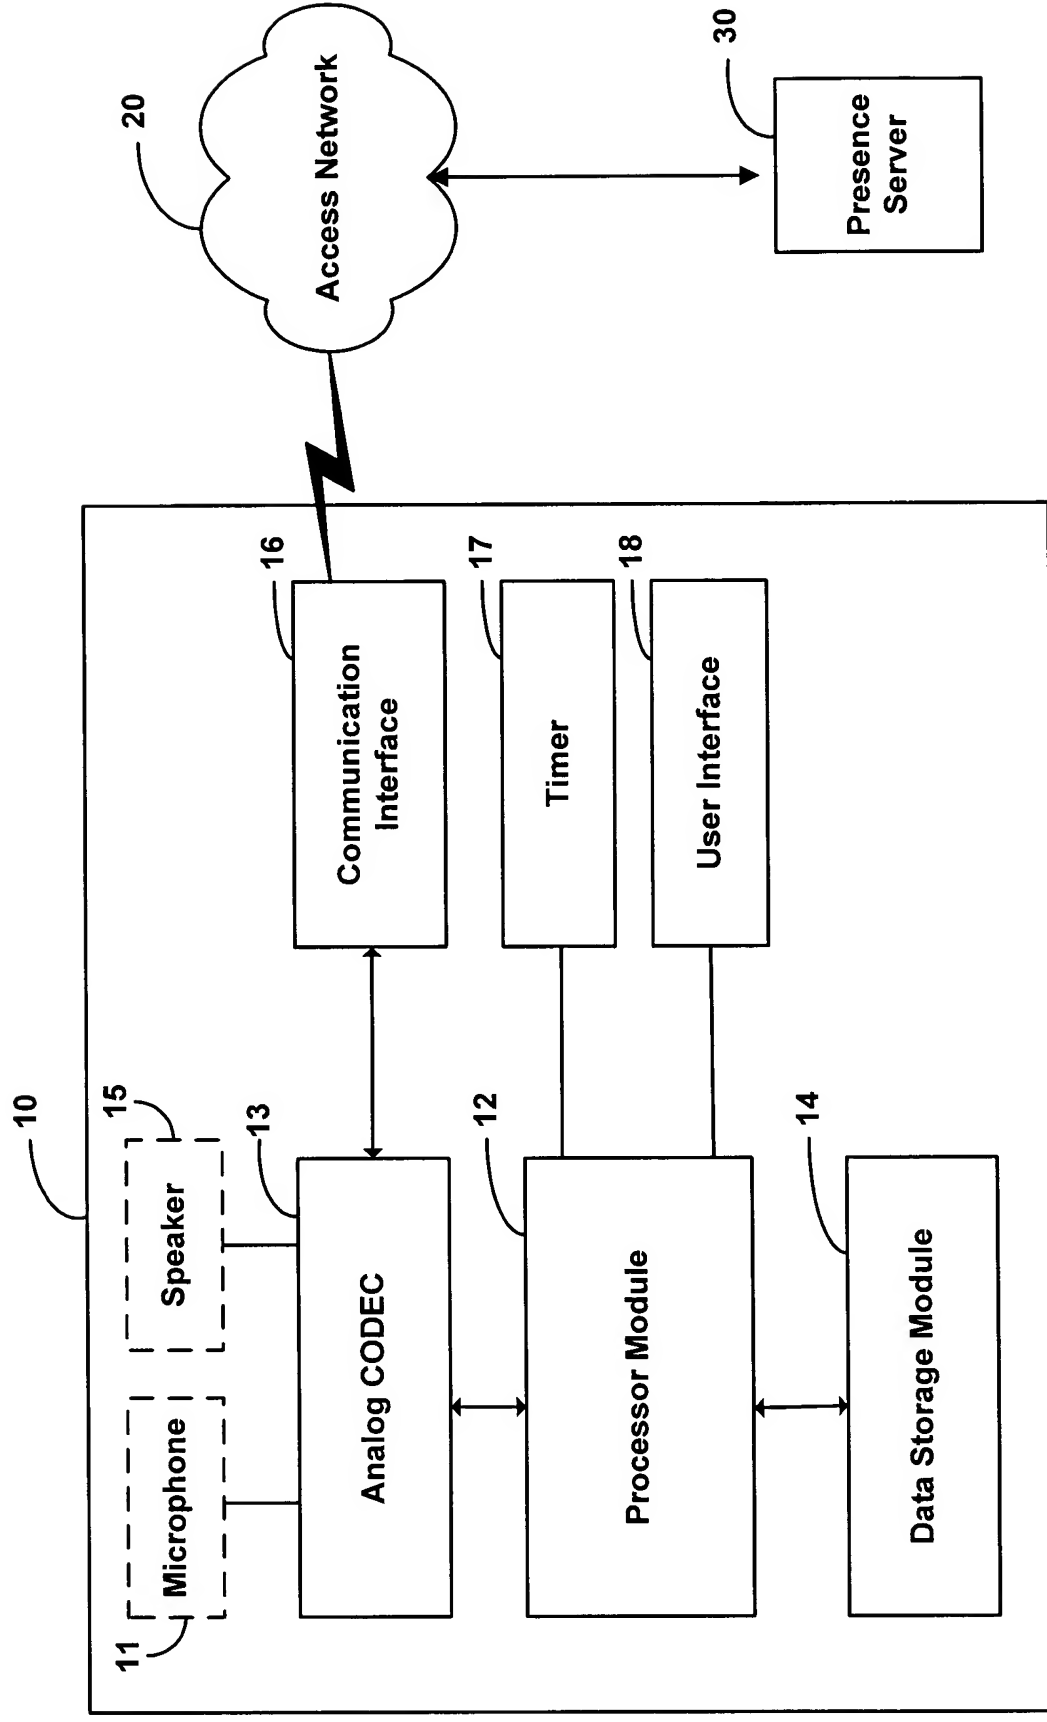 10
11
Microphone
Speaker
15
13
Analog CODEC
16
Communication
Interface
20
Access Network
12
Processor Module
17
Timer
18
User Interface
14
Data Storage Module
30
Presence
Server